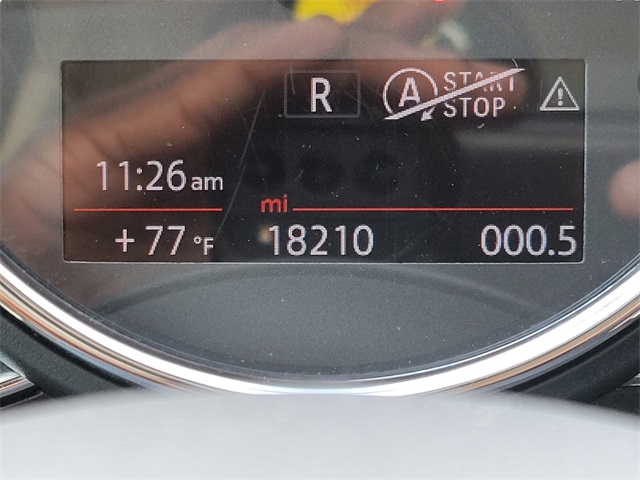 R A START
STOP
11:26 am
mi
+77 °F 18210 000.5